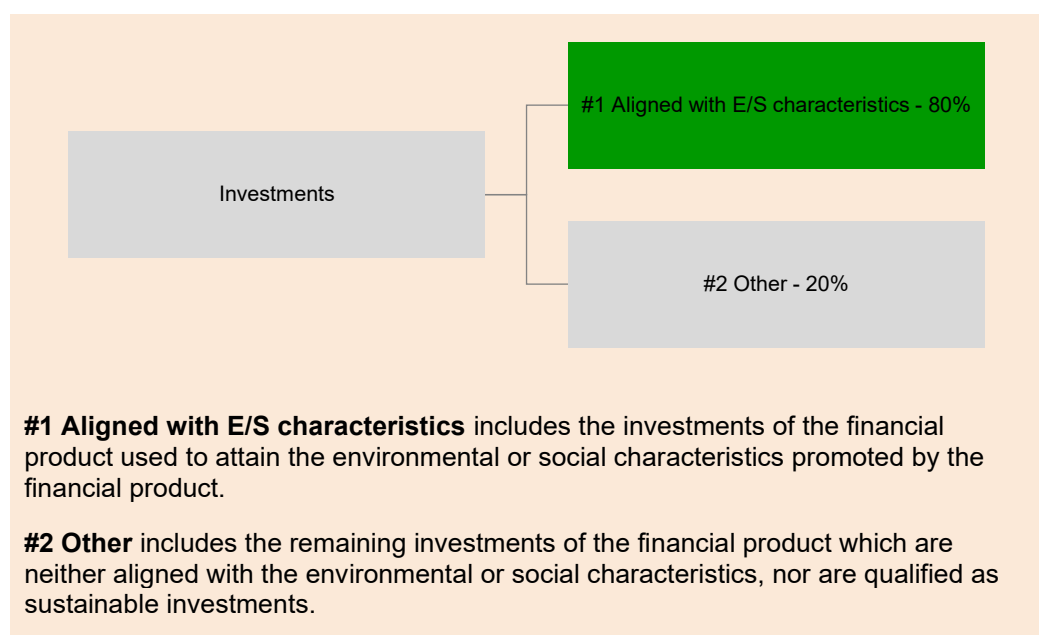 #1 Aligned with E/S characteristics - 80%
Investments
#2 Other - 20%
#1 Aligned with E/S characteristics includes the investments of the financial
product used to attain the environmental or social characteristics promoted by the
financial product.
#2 Other includes the remaining investments of the financial product which are
neither aligned with the environmental or social characteristics, nor are qualified as
sustainable investments.